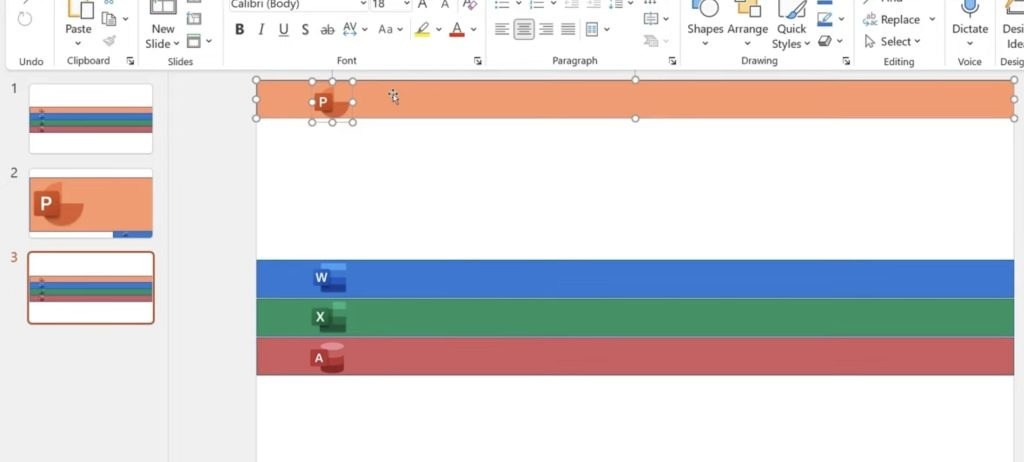 Calibri (Body) 18 A A
Paste
New
Slide
B I U S ab AV Aa A
Shapes Arrange Quick
Styles
Replace
Select
Dictate
Undo Clipboard Slides Font Paragraph Drawing Editing Voice
1
2
3
P
P
W
X
A